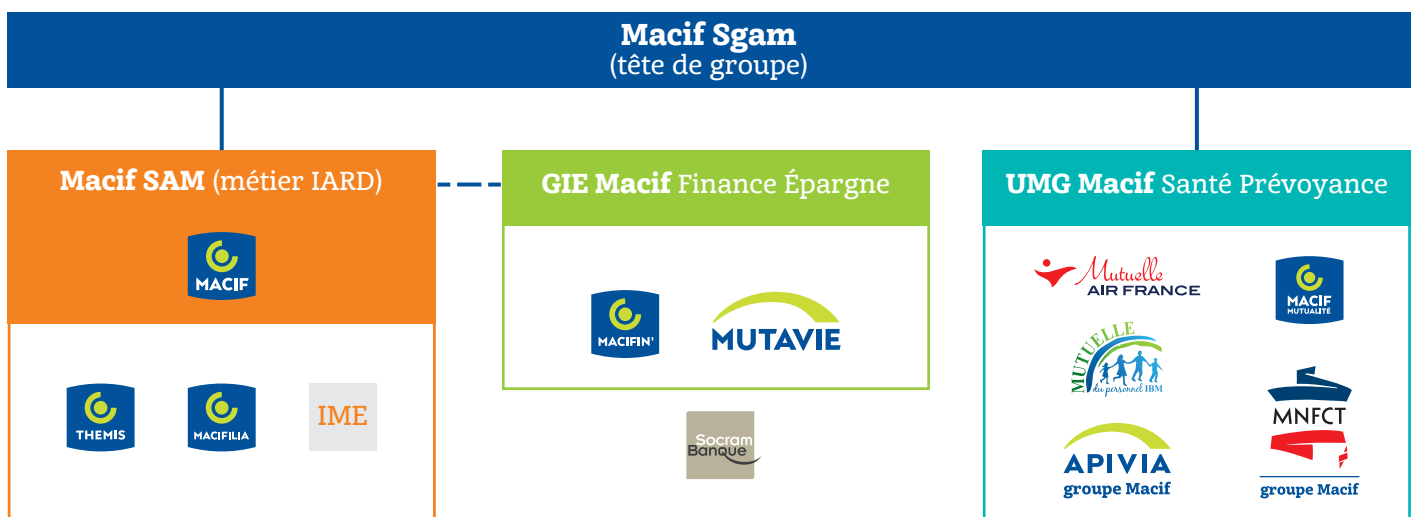 Macif Sgam
(tête de groupe)
Macif SAM (métier IARD)
MACIF
THEMIS
MACIFILIA
IME
GIE Macif Finance Épargne
MACIFIN'
MUTAVIE
Socram
Banque
UMG Macif Santé Prévoyance
Mutuelle
AIR FRANCE
MACIF
MUTUALITÉ
MUTUELLE
du personnel IBM
MNFCT
groupe Macif
APIVIA
groupe Macif